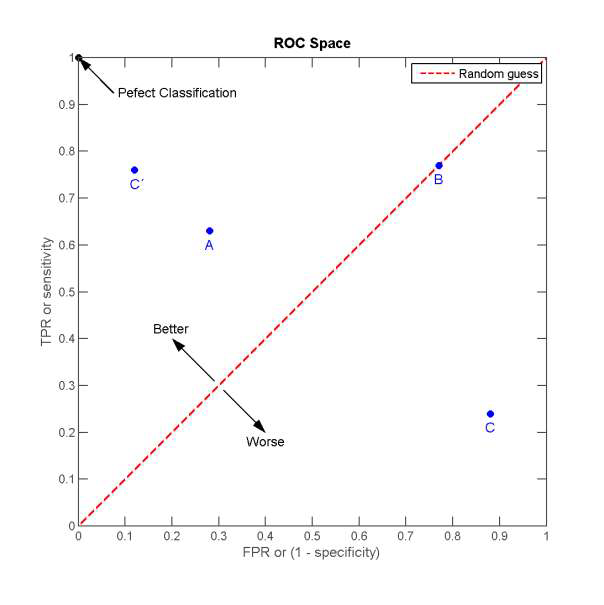 ROC Space
Random guess
Pefect Classification
C´
A
B
C
Better
Worse
TPR or sensitivity
1
0.9
0.8
0.7
0.6
0.5
0.4
0.3
0.2
0.1
0
0 0.1 0.2 0.3 0.4 0.5 0.6 0.7 0.8 0.9 1
FPR or (1 - specificity)